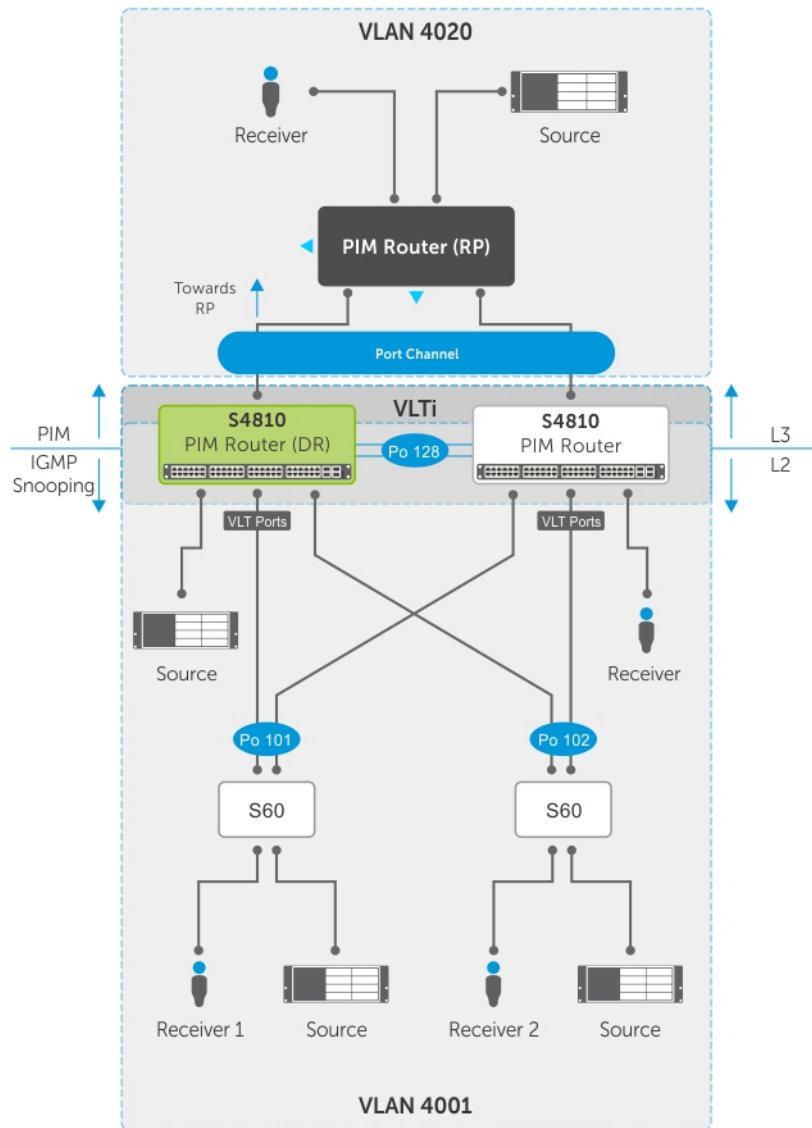 VLAN 4020
Receiver
Source
PIM Router (RP)
Towards
RP
Port Channel
VLTi
PIM
IGMP
Snooping
S4810
PIM Router (DR)
Po 128
S4810
PIM Router
L3
L2
VLT Ports
VLT Ports
Source
Receiver
Po 101
Po 102
S60
S60
Receiver 1
Source
Receiver 2
Source
VLAN 4001